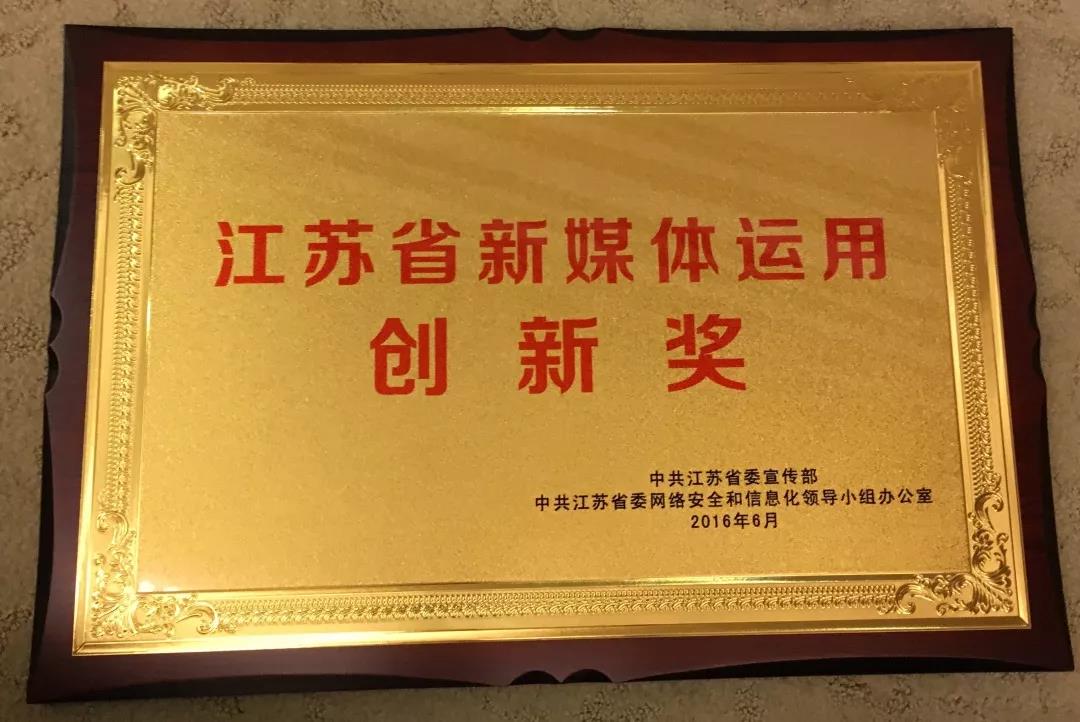 江苏省新媒体运用
创新奖
中共江苏省委宣传部
中共江苏省委网络安全和信息化领导小组办公室
2016年6月